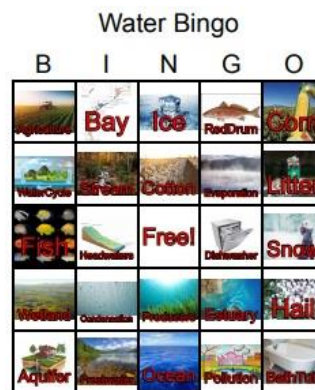 Water Bingo
B I N G O
Agriculture Bay Ice RedDrum Corn
WaterCycle Stream Cotton Evaporation Litter
Fish Headwaters Free! Dishwasher Snow
Wetland Condensation Producers Estuary Hail
Aquifer Freshwater Ocean Pollution BathTub